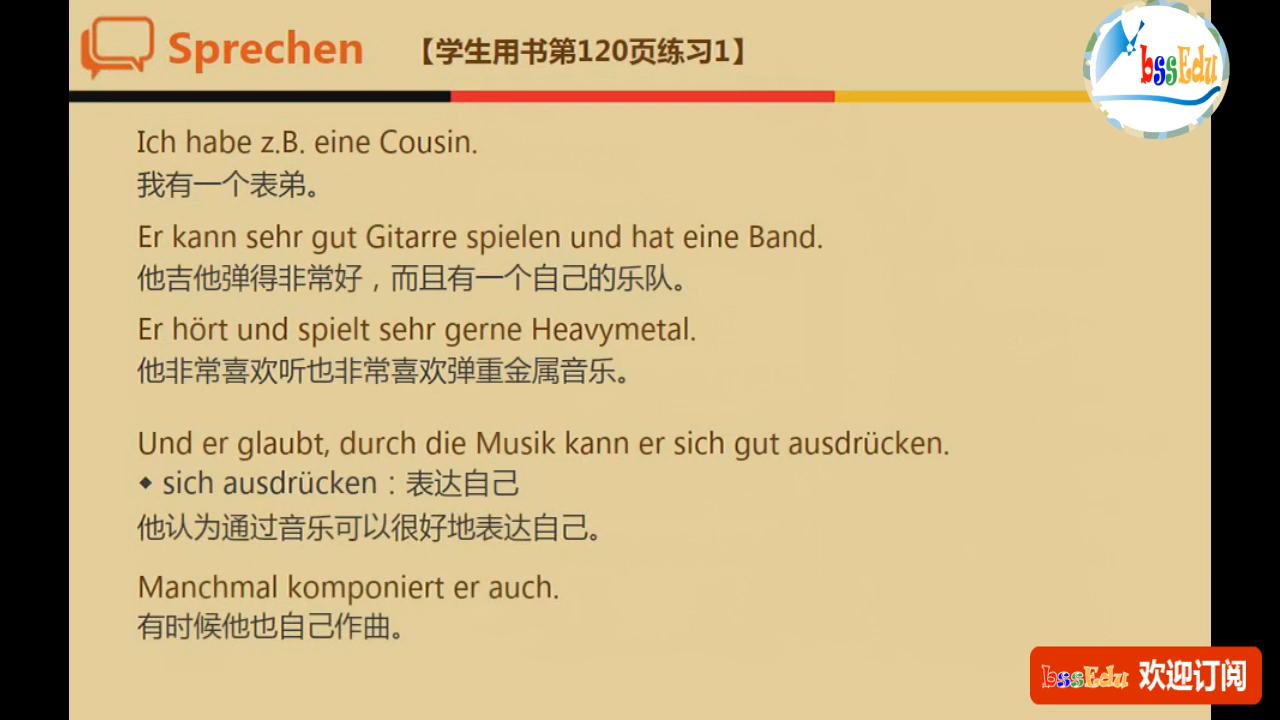 Sprechen 【学生用书第120页练习1】
bssEdu
Ich habe z.B. eine Cousin.
我有一个表弟。
Er kann sehr gut Gitarre spielen und hat eine Band.
他吉他弹得非常好，而且有一个自己的乐队。
Er hört und spielt sehr gerne Heavymetal.
他非常喜欢听也非常喜欢弹重金属音乐。
Und er glaubt, durch die Musik kann er sich gut ausdrücken.
◆ sich ausdrücken：表达自己
他认为通过音乐可以很好地表达自己。
Manchmal komponiert er auch.
有时候他也自己作曲。
bssEdu 欢迎订阅